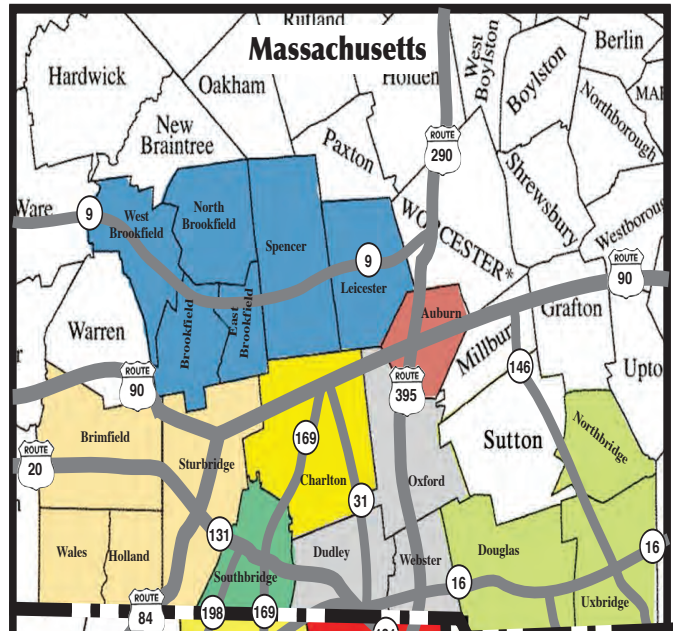 Rutland
Massachusetts
West
Boylston
Berlin
Hardwick
Oakham
Holden
Boylston
Northborough
New
Braintree
Paxton
ROUTE
290
Shrewsbury
Ware
9
West
Brookfield
North
Brookfield
Spencer
WORCESTER*
9
Leicester
ROUTE
90
Grafton
Warren
Brookfield
East
Brookfield
Auburn
Millbur
Upto
ROUTE
90
ROUTE
395
146
169
Sutton
Northbridge
Brimfield
Sturbridge
ROUTE
20
Charlton
31
Oxford
131
Wales
Holland
Southbridge
Dudley
Webster
Douglas
16
16
Uxbridge
ROUTE
84
198
169